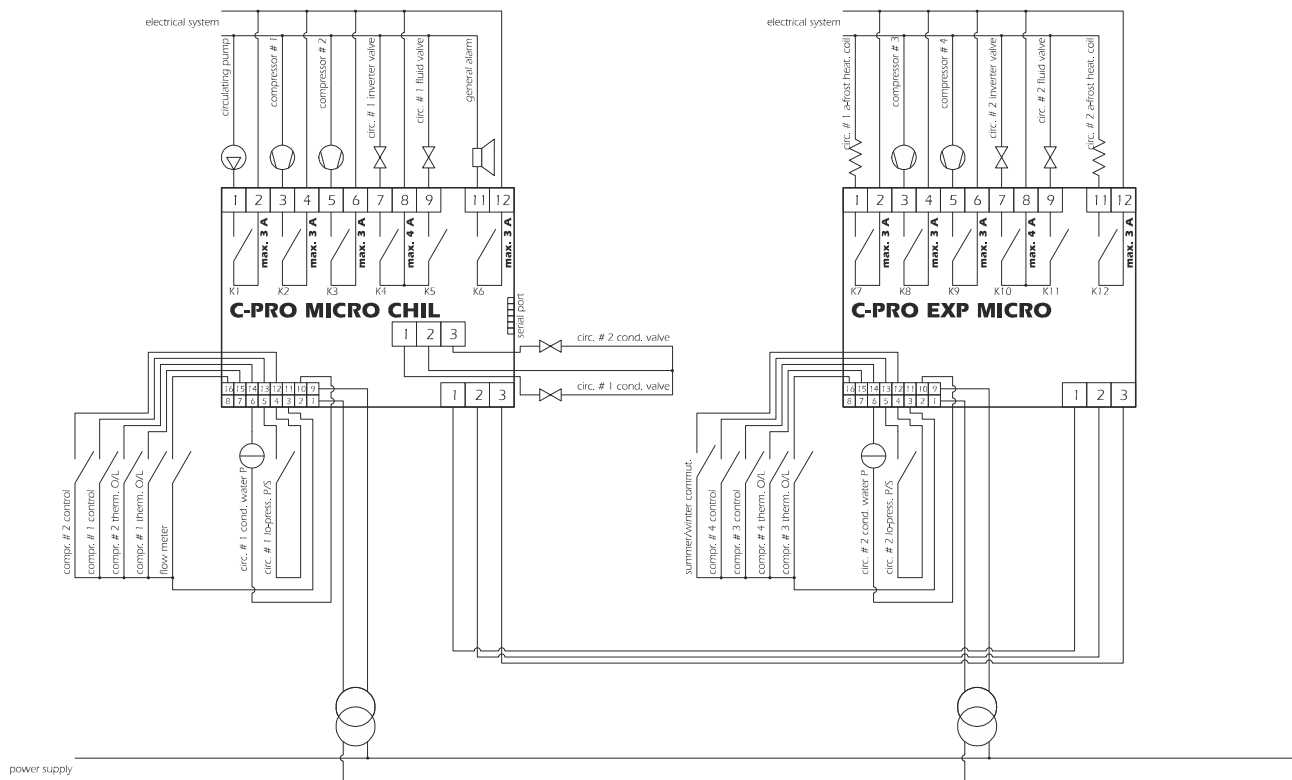 electrical system
circulating pump
compressor # 1
compressor # 2
circ. # 1 inverter valve
circ. # 1 fluid valve
general alarm
1 2 3 4 5 6 7 8 9 11 12
max. 3 A
max. 3 A
max. 3 A
max. 4 A
max. 3 A
K1 K2 K3 K4 K5 K6
C-PRO MICRO CHIL
serial port
1 2 3
circ. # 2 cond. valve
circ. # 1 cond. valve
16 15 14 13 12 11 10 9
8 7 6 5 4 3 2 1
1 2 3
compr. # 2 control
compr. # 1 control
compr. # 2 therm. O/L
compr. # 1 therm. O/L
flow meter
circ. # 1 cond. water P
circ. # 1 lo-press. P/S
electrical system
circ. # 1 a-frost heat. coil
compressor # 3
compressor # 4
circ. # 2 inverter valve
circ. # 2 fluid valve
circ. # 2 a-frost heat. coil
1 2 3 4 5 6 7 8 9 11 12
max. 3 A
max. 3 A
max. 3 A
max. 4 A
max. 3 A
K7 K8 K9 K10 K11 K12
C-PRO EXP MICRO
16 15 14 13 12 11 10 9
8 7 6 5 4 3 2 1
1 2 3
summer/winter commut.
compr. # 4 control
compr. # 3 control
compr. # 4 therm. O/L
compr. # 3 therm. O/L
circ. # 2 cond. water P
circ. # 2 lo-press. P/S
power supply